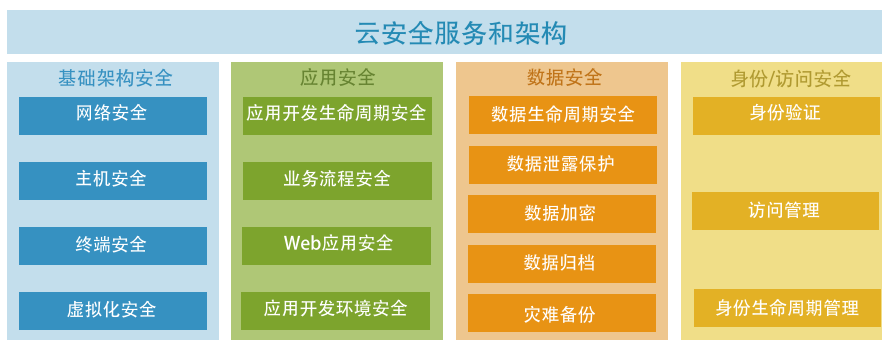 云安全服务和架构
基础架构安全
网络安全
主机安全
终端安全
虚拟化安全
应用安全
应用开发生命周期安全
业务流程安全
Web应用安全
应用开发环境安全
数据安全
数据生命周期安全
数据泄露保护
数据加密
数据归档
灾难备份
身份/访问安全
身份验证
访问管理
身份生命周期管理